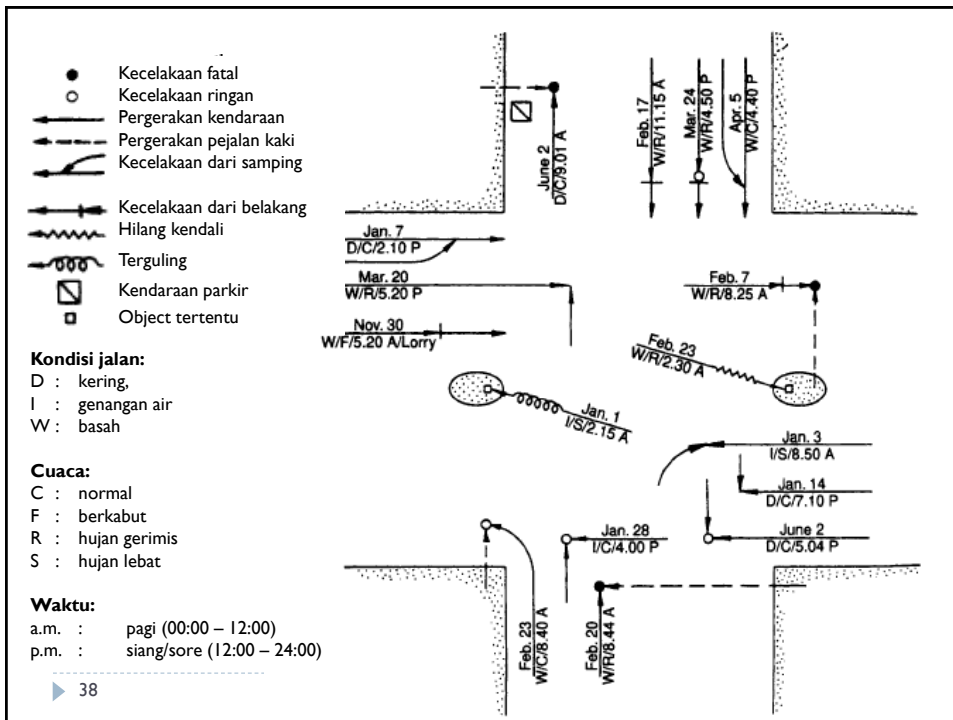 Kecelakaan fatal
Kecelakaan ringan
Pergerakan kendaraan
Pergerakan pejalan kaki
Kecelakaan dari samping
Kecelakaan dari belakang
Hilang kendali
Terguling
Kendaraan parkir
Object tertentu
Kondisi jalan:
D : kering,
I : genangan air
W : basah
Cuaca:
C : normal
F : berkabut
R : hujan gerimis
S : hujan lebat
Waktu:
a.m. : pagi (00:00 – 12:00)
p.m. : siang/sore (12:00 – 24:00)
38
June 2
D/C/9.01 A
Feb. 17
W/R/11.15 A
Mar. 24
W/R/4.50 P
Apr. 5
W/C/4.40 P
Jan. 7
D/C/2.10 P
Mar. 20
W/R/5.20 P
Nov. 30
W/F/5.20 A/Lorry
Feb. 7
W/R/8.25 A
Feb. 23
W/R/2.30 A
Jan. 1
I/S/2.15 A
Jan. 3
I/S/8.50 A
Jan. 14
D/C/7.10 P
Jan. 28
I/C/4.00 P
June 2
D/C/5.04 P
Feb. 23
W/C/8.40 A
Feb. 20
W/R/8.44 A